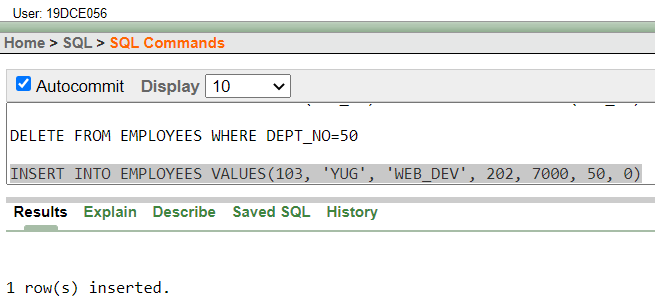 User: 19DCE056
Home > SQL > SQL Commands
Autocommit Display 10
DELETE FROM EMPLOYEES WHERE DEPT_NO=50
INSERT INTO EMPLOYEES VALUES(103, 'YUG', 'WEB_DEV', 202, 7000, 50, 0)
Results Explain Describe Saved SQL History
1 row(s) inserted.